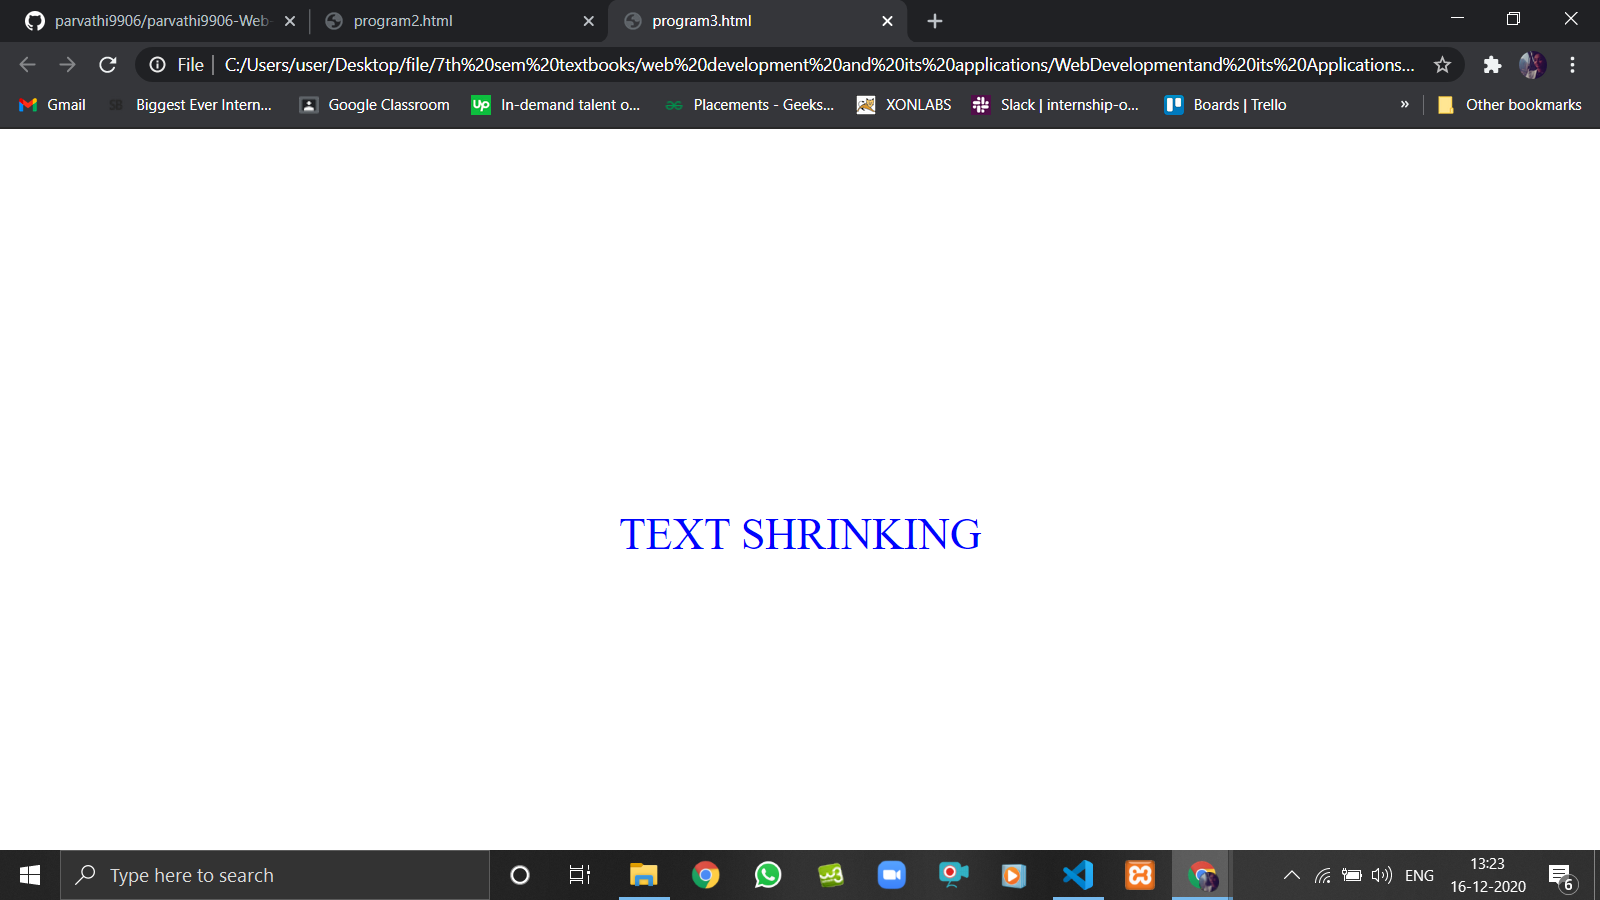 parvathi9906/parvathi9906-Web-
program2.html
program3.html
File
C:/Users/user/Desktop/file/7th%20sem%20textbooks/web%20development%20and%20its%20applications/WebDevelopmentand%20its%20Applications...
Gmail
SB
Biggest Ever Intern...
Google Classroom
Up
In-demand talent o...
Placements - Geeks...
XONLABS
Slack | internship-o...
Boards | Trello
»
Other bookmarks
TEXT SHRINKING
Type here to search
ENG
13:23
16-12-2020
6